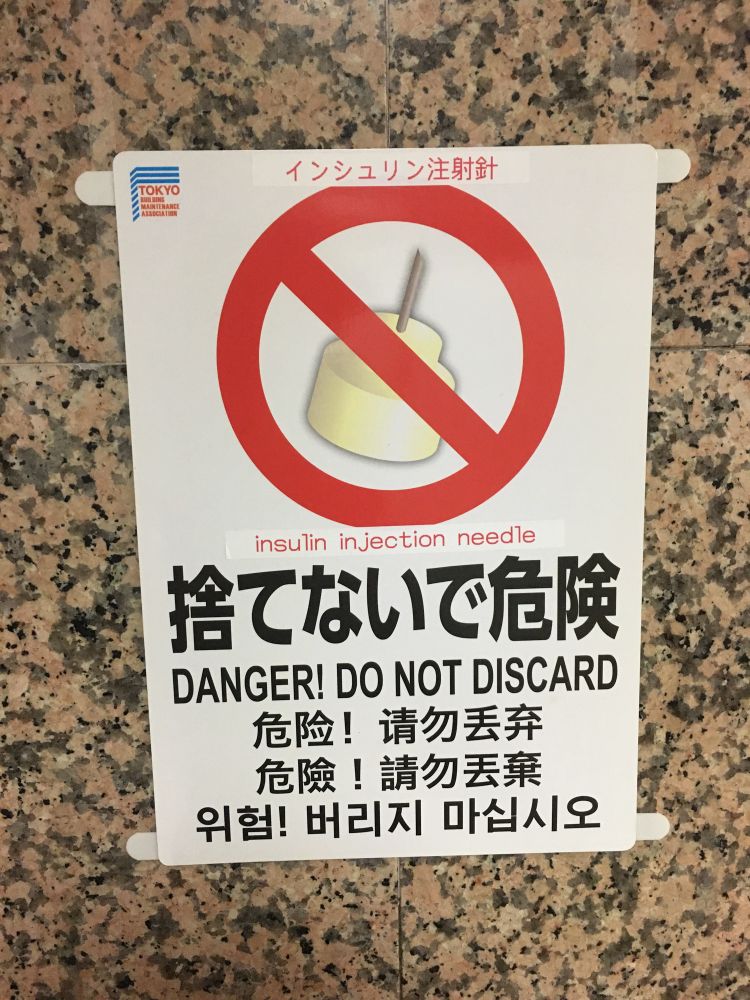 インシュリン注射針
TOKYO
BUILDING
MAINTENANCE
ASSOCIATION
insulin injection needle
捨てないで危険
DANGER! DO NOT DISCARD
危险！请勿丢弃
危險！請勿丟棄
위험! 버리지 마십시오